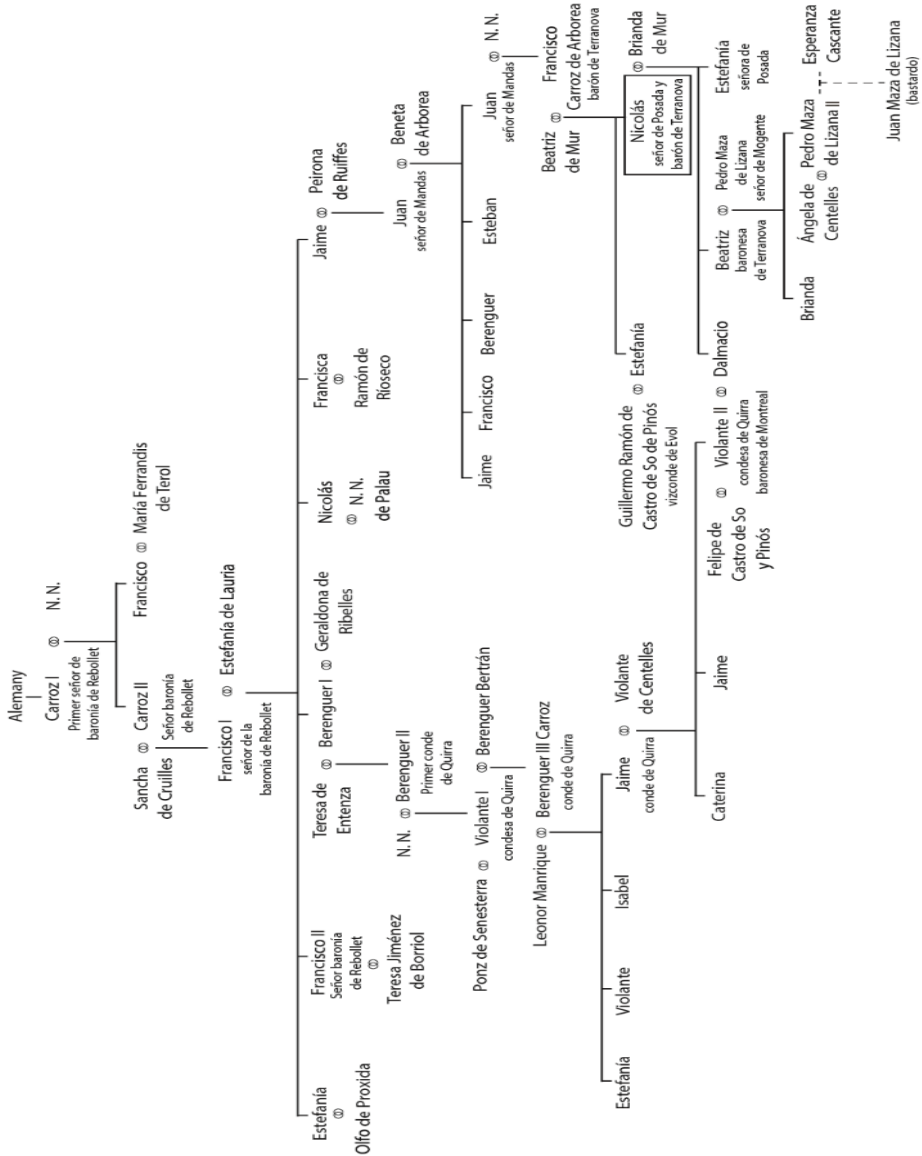 Alemany
Carroz I ⚭ N. N.
Primer señor de
baronía de Rebollet
Sancha ⚭ Carroz II
de Cruilles
Señor baronía
de Rebollet
Francisco ⚭ María Ferrandis
de Terol
Francisco I ⚭ Estefanía de Lauria
señor de la
baronía de Rebollet
Estefanía
⚭
Olfo de Proxida
Francisco II
Señor baronía
de Rebollet
⚭
Teresa Jiménez
de Borriol
Teresa de ⚭ Berenguer I ⚭ Geraldona de
Entenza
Ribelles
Nicolás
⚭ N. N.
de Palau
Francisca
⚭
Ramón de
Ríoseco
Jaime ⚭ Peirona
de Ruiffes
N. N. ⚭ Berenguer II
Primer conde
de Quirra
Juan ⚭ Beneta
señor de Mandas
de Arborea
Ponz de Senesterra ⚭ Violante I ⚭ Berenguer Bertrán
condesa de Quirra
Jaime
Francisco
Berenguer
Esteban
Juan ⚭ N. N.
señor de Mandas
Leonor Manrique ⚭ Berenguer III Carroz
conde de Quirra
Beatriz ⚭ Francisco
de Mur
Carroz de Arborea
barón de Terranova
Estefanía
Violante
Isabel
Jaime ⚭ Violante
conde de Quirra
de Centelles
Guillermo Ramón de
Castro de So de Pinós ⚭ Estefanía
vizconde de Evol
Nicolás ⚭ Brianda
señor de Posada y
barón de Terranova
de Mur
Caterina
Jaime
Felipe de ⚭ Violante II ⚭ Dalmacio
Castro de So
y Pinós
condesa de Quirra
baronesa de Montreal
Beatriz ⚭ Pedro Maza
baronesa
de Terranova
de Lizana
señor de Mogente
Estefanía
señora de
Posada
Brianda
Ángela de ⚭ Pedro Maza
Centelles
de Lizana II
Esperanza
Cascante
Juan Maza de Lizana
(bastardo)